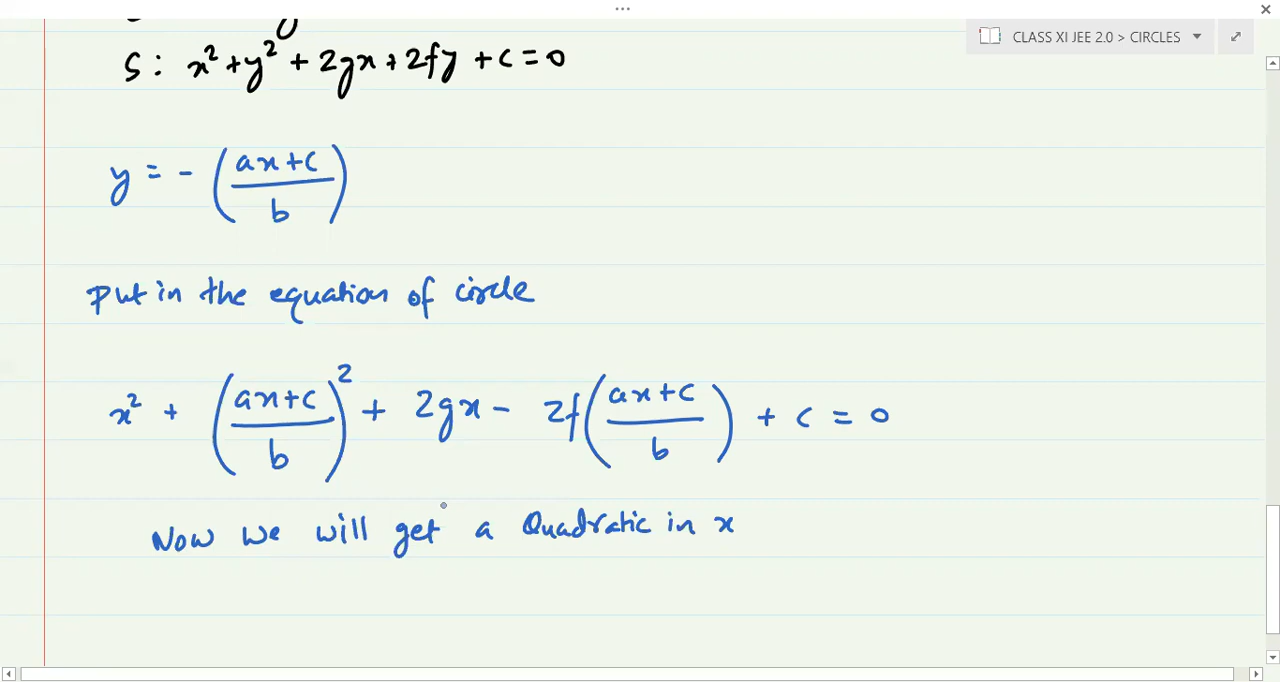 CLASS XI JEE 2.0 > CIRCLES
S: x² + y² + 2gx + 2fy + c = 0
y = - (ax + c / b)
Put in the equation of circle
x² + (ax + c / b)² + 2gx - 2f (ax + c / b) + c = 0
Now we will get a Quadratic in x